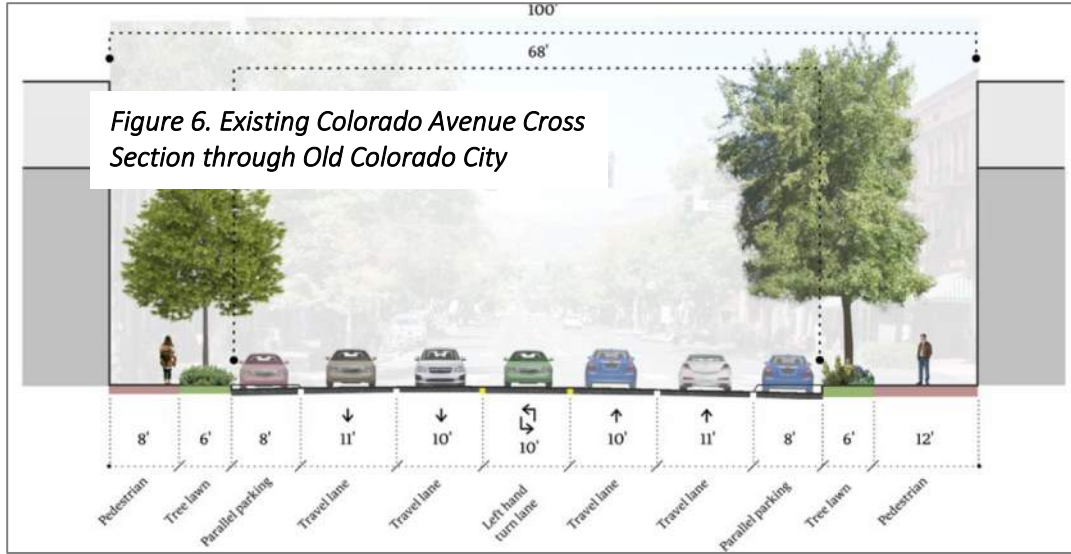 100'
68'
Figure 6. Existing Colorado Avenue Cross
Section through Old Colorado City
8'
6'
8'
11'
10'
10'
10'
11'
8'
6'
12'
Pedestrian
Tree lawn
Parallel parking
Travel lane
Travel lane
Left hand
turn lane
Travel lane
Travel lane
Parallel parking
Tree lawn
Pedestrian